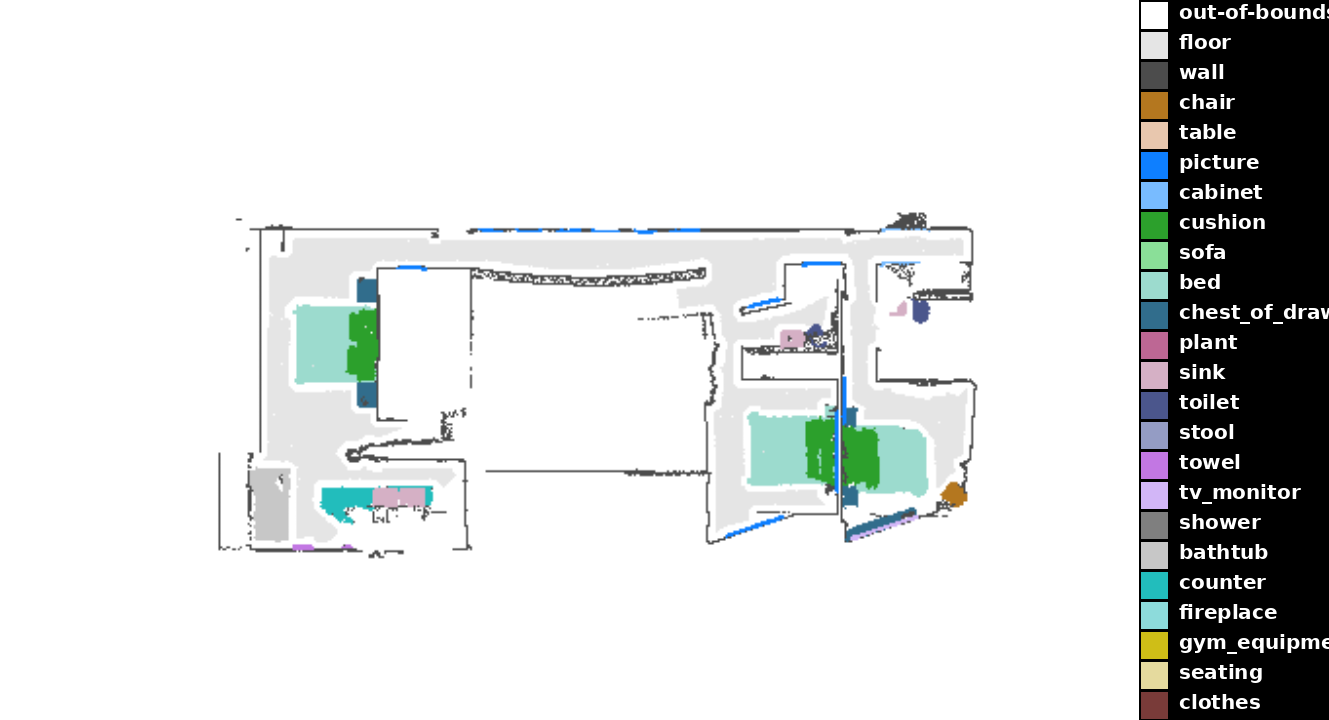 out-of-bounds
floor
wall
chair
table
picture
cabinet
cushion
sofa
bed
chest_of_draw
plant
sink
toilet
stool
towel
tv_monitor
shower
bathtub
counter
fireplace
gym_equipme
seating
clothes